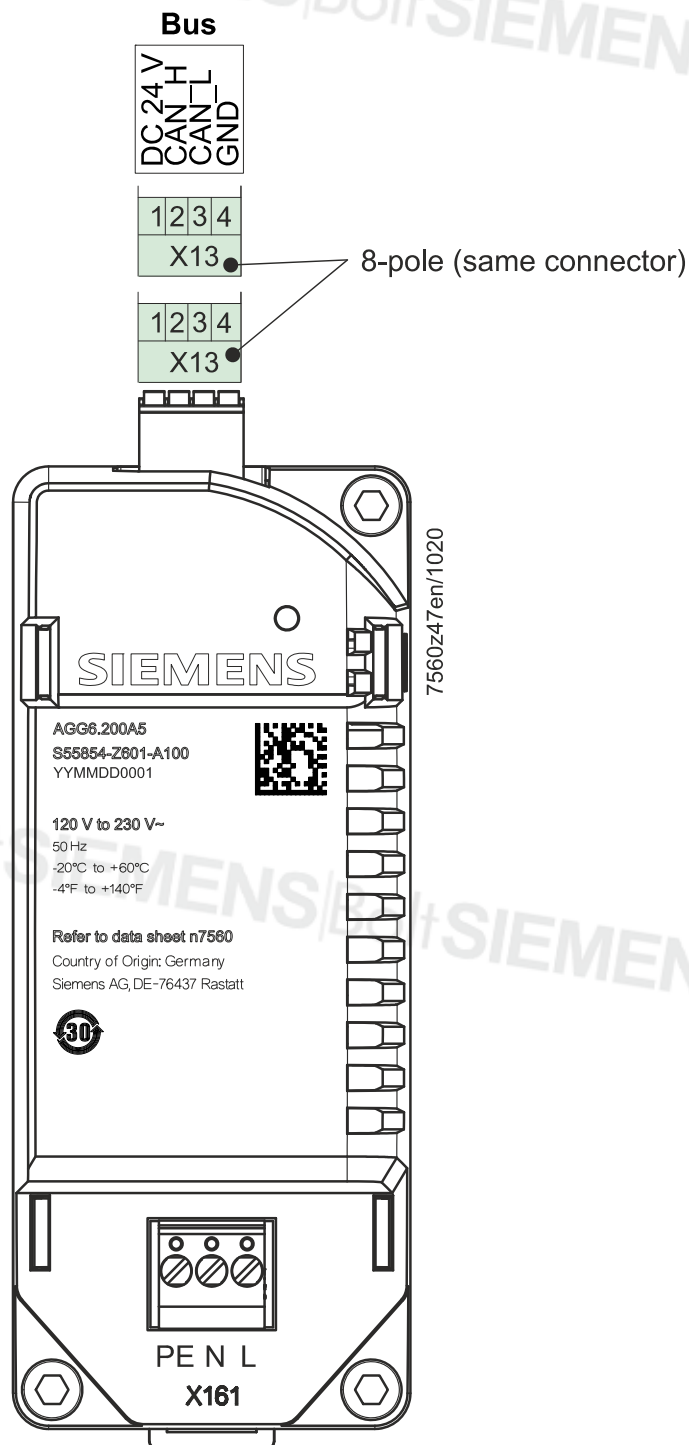 Bus
DC 24 V
CAN_H
CAN_L
GND
1 2 3 4
X13
8-pole (same connector)
1 2 3 4
X13
7560z47en/1020
SIEMENS
AGG6.200A5
S55854-Z601-A100
YYMMDD0001
120 V to 230 V~
50 Hz
-20°C to +60°C
-4°F to +140°F
Refer to data sheet n7560
Country of Origin: Germany
Siemens AG, DE-76437 Rastatt
30
PE N L
X161
SIEMENS|Bolt SIEMENS
SIEMENS|Bolt SIEMENS